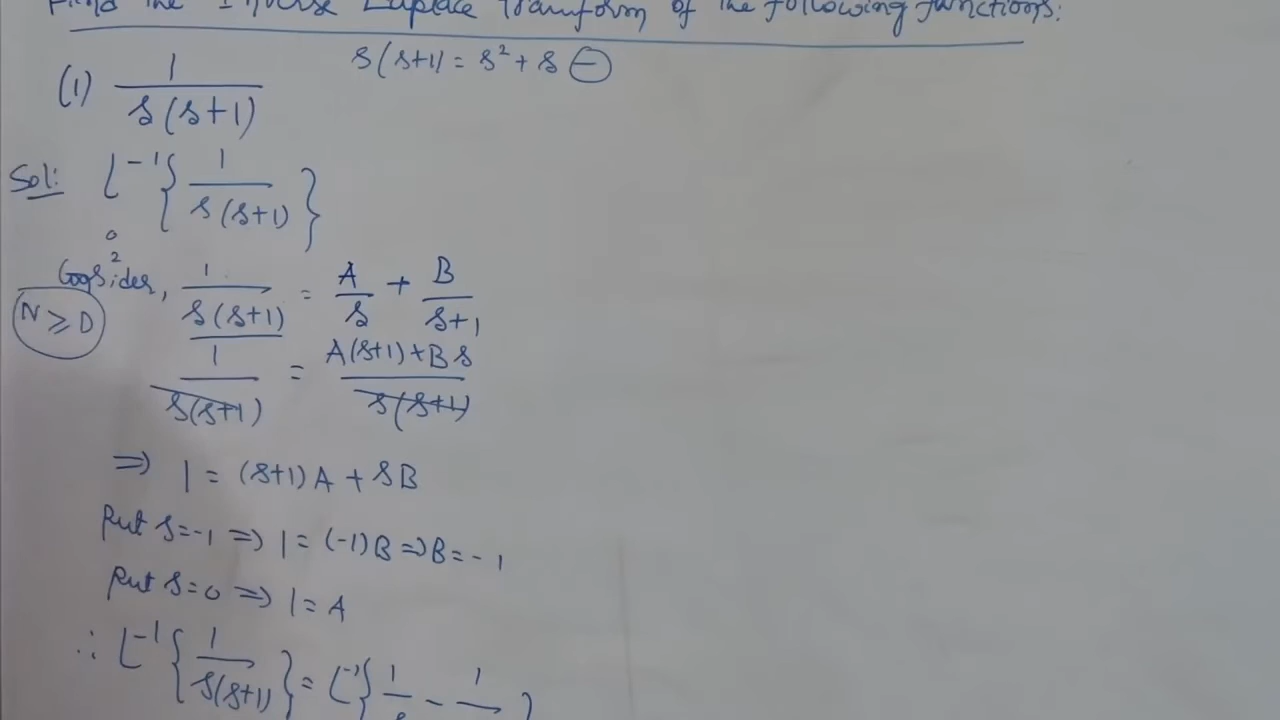 Find the Inverse Laplace transform of the following functions:
s(s+1) = s² + s (−)
(1) 1/s(s+1)
Sol: L⁻¹{1/s(s+1)}
0 2
Consider, 1/s(s+1) = A/s + B/s+1
N ≥ D
1/s(s+1) = A(s+1)+Bs/s(s+1)
⇒ 1 = (s+1)A + sB
Put s=-1 ⇒ 1 = (-1)B ⇒ B = -1
Put s=0 ⇒ 1 = A
∴ L⁻¹{1/s(s+1)} = L⁻¹{1/s - 1